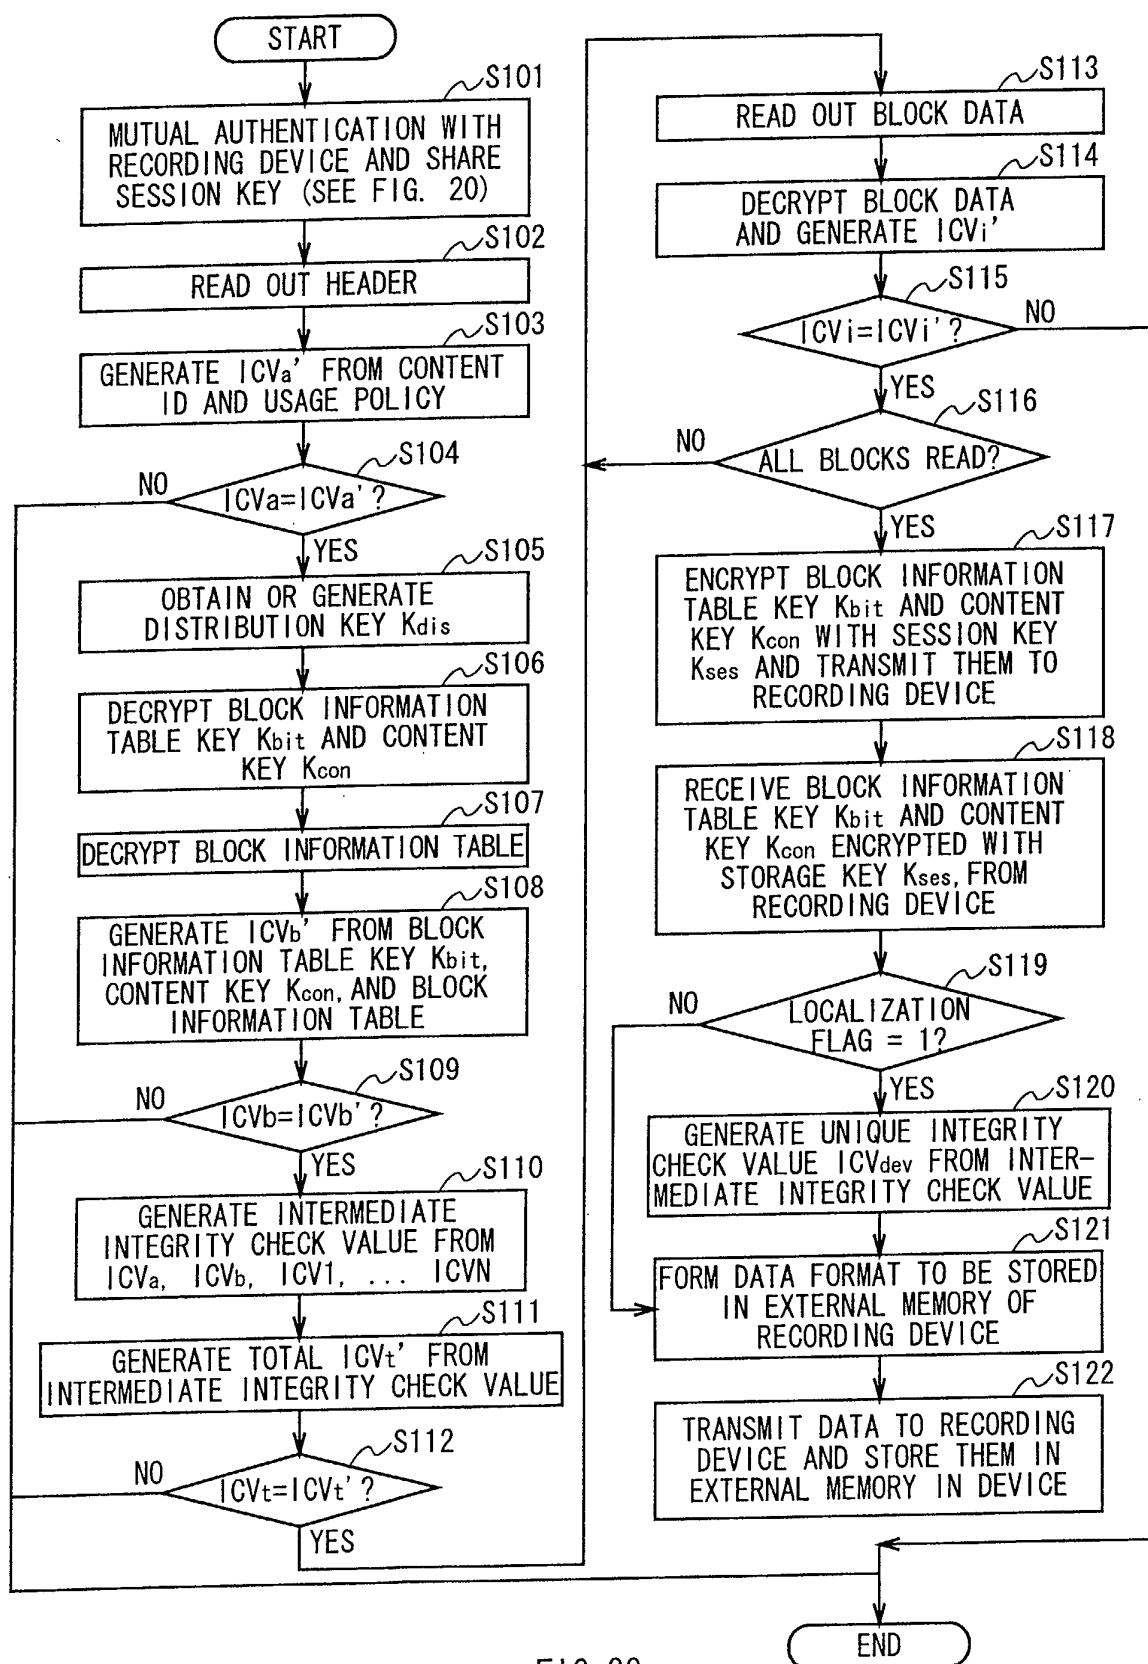 START
S101
MUTUAL AUTHENTICATION WITH
RECORDING DEVICE AND SHARE
SESSION KEY (SEE FIG. 20)
S102
READ OUT HEADER
S103
GENERATE ICVa' FROM CONTENT
ID AND USAGE POLICY
S104
NO
ICVa=ICVa'?
YES
S105
OBTAIN OR GENERATE
DISTRIBUTION KEY Kdis
S106
DECRYPT BLOCK INFORMATION
TABLE KEY Kbit AND CONTENT
KEY Kcon
S107
DECRYPT BLOCK INFORMATION TABLE
S108
GENERATE ICVb' FROM BLOCK
INFORMATION TABLE KEY Kbit,
CONTENT KEY Kcon, AND BLOCK
INFORMATION TABLE
S109
NO
ICVb=ICVb'?
YES
S110
GENERATE INTERMEDIATE
INTEGRITY CHECK VALUE FROM
ICVa, ICVb, ICV1, ... ICVN
S111
GENERATE TOTAL ICVt' FROM
INTERMEDIATE INTEGRITY CHECK VALUE
S112
NO
ICVt=ICVt'?
YES
S113
READ OUT BLOCK DATA
S114
DECRYPT BLOCK DATA
AND GENERATE ICVi'
S115
ICVi=ICVi'?
NO
YES
S116
NO
ALL BLOCKS READ?
YES
S117
ENCRYPT BLOCK INFORMATION
TABLE KEY Kbit AND CONTENT
KEY Kcon WITH SESSION KEY
Kses AND TRANSMIT THEM TO
RECORDING DEVICE
S118
RECEIVE BLOCK INFORMATION
TABLE KEY Kbit AND CONTENT
KEY Kcon ENCRYPTED WITH
STORAGE KEY Kses, FROM
RECORDING DEVICE
S119
NO
LOCALIZATION
FLAG = 1?
YES
S120
GENERATE UNIQUE INTEGRITY
CHECK VALUE ICVdev FROM INTER-
MEDIATE INTEGRITY CHECK VALUE
S121
FORM DATA FORMAT TO BE STORED
IN EXTERNAL MEMORY OF
RECORDING DEVICE
S122
TRANSMIT DATA TO RECORDING
DEVICE AND STORE THEM IN
EXTERNAL MEMORY IN DEVICE
END